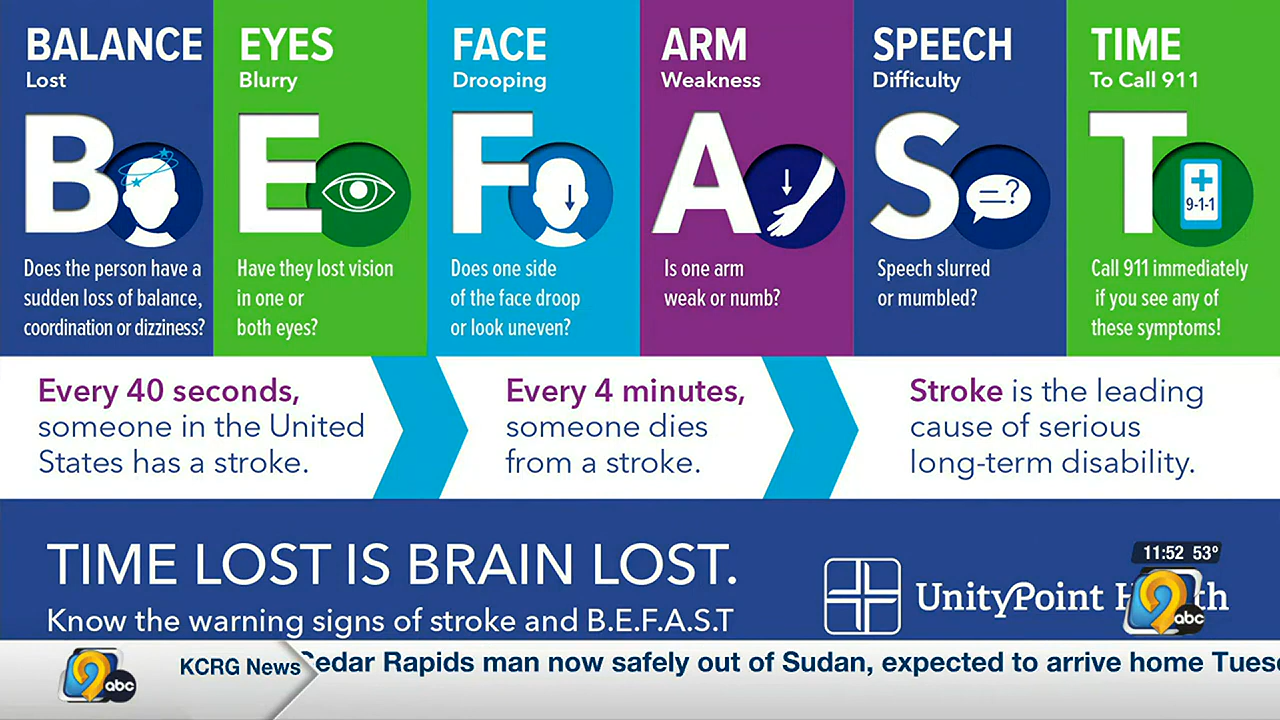 BALANCE
Lost
B
Does the person have a
sudden loss of balance,
coordination or dizziness?
EYES
Blurry
E
Have they lost vision
in one or
both eyes?
FACE
Drooping
F
Does one side
of the face droop
or look uneven?
ARM
Weakness
A
Is one arm
weak or numb?
SPEECH
Difficulty
S
?
Speech slurred
or mumbled?
TIME
To Call 911
T
9-1-1
Call 911 immediately
if you see any of
these symptoms!
Every 40 seconds,
someone in the United
States has a stroke.
Every 4 minutes,
someone dies
from a stroke.
Stroke is the leading
cause of serious
long-term disability.
TIME LOST IS BRAIN LOST.
Know the warning signs of stroke and B.E.F.A.S.T
UnityPoint
11:52 53°
9
abc
9
abc
KCRG News
Cedar Rapids man now safely out of Sudan, expected to arrive home Tues